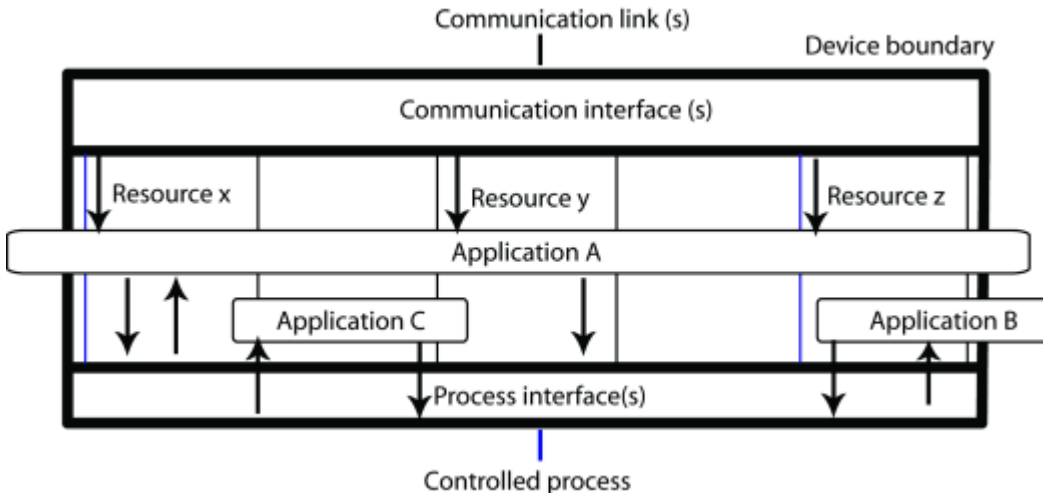 Communication link (s)
Device boundary
Communication interface (s)
Resource x
Resource y
Resource z
Application A
Application C
Application B
Process interface(s)
Controlled process